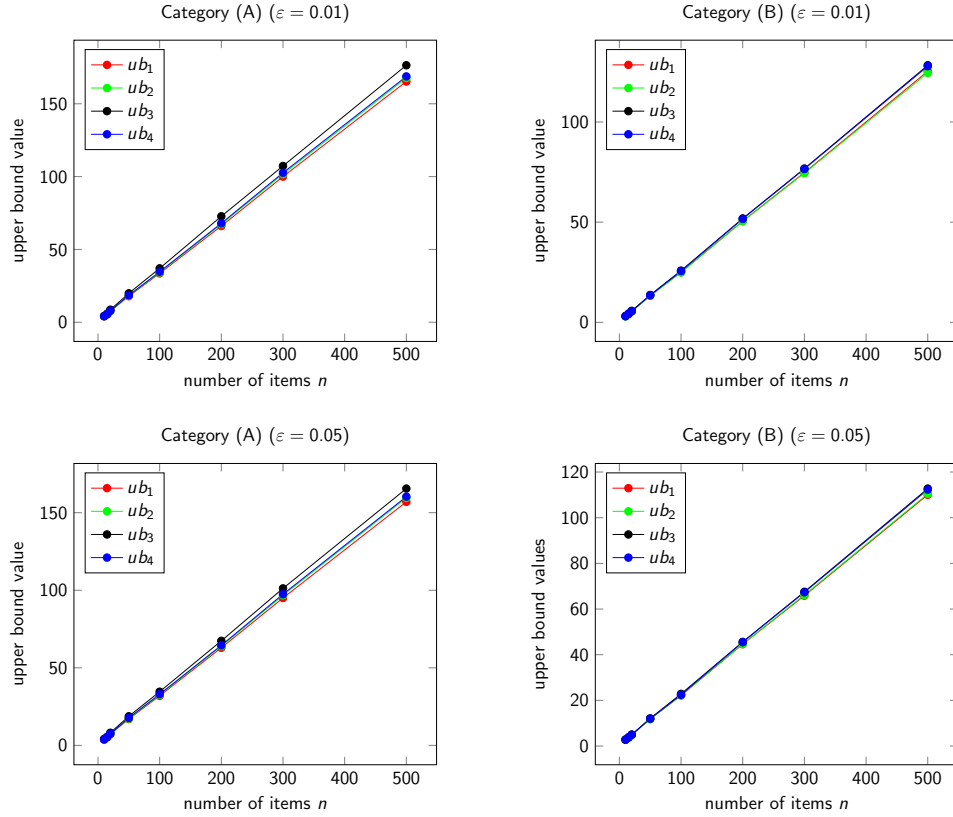 Category (A) (ε = 0.01)
ub1
ub2
ub3
ub4
150
100
50
0
upper bound value
0 100 200 300 400 500
number of items n
Category (B) (ε = 0.01)
ub1
ub2
ub3
ub4
100
50
0
upper bound value
0 100 200 300 400 500
number of items n
Category (A) (ε = 0.05)
ub1
ub2
ub3
ub4
150
100
50
0
upper bound value
0 100 200 300 400 500
number of items n
Category (B) (ε = 0.05)
ub1
ub2
ub3
ub4
120
100
80
60
40
20
0
upper bound values
0 100 200 300 400 500
number of items n